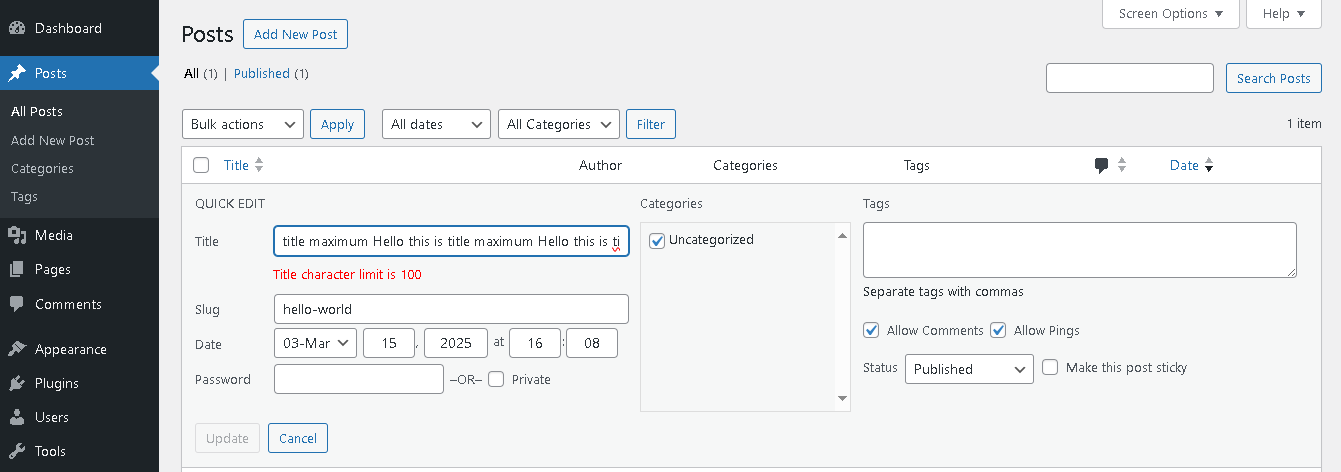 Dashboard
Posts
All Posts
Add New Post
Categories
Tags
Media
Pages
Comments
Appearance
Plugins
Users
Tools
Screen Options ▼
Help ▼
Posts Add New Post
All (1) | Published (1)
Search Posts
Bulk actions Apply All dates All Categories Filter 1 item
Title Author Categories Tags Date
QUICK EDIT
Title title maximum Hello this is title maximum Hello this is ti
Title character limit is 100
Slug hello-world
Date 03-Mar 15, 2025 at 16:08
Password –OR– Private
Categories
Uncategorized
Tags
Separate tags with commas
Allow Comments Allow Pings
Status Published Make this post sticky
Update Cancel